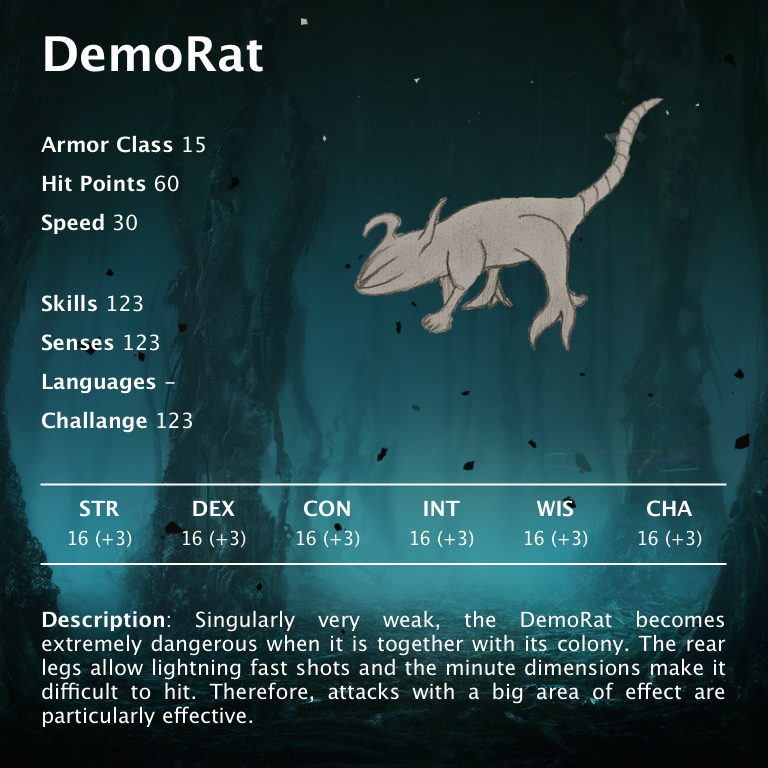 DemoRat
Armor Class 15
Hit Points 60
Speed 30
Skills 123
Senses 123
Languages –
Challange 123
STR DEX CON INT WIS CHA
16 (+3) 16 (+3) 16 (+3) 16 (+3) 16 (+3) 16 (+3)
Description: Singularly very weak, the DemoRat becomes
extremely dangerous when it is together with its colony. The rear
legs allow lightning fast shots and the minute dimensions make it
difficult to hit. Therefore, attacks with a big area of effect are
particularly effective.